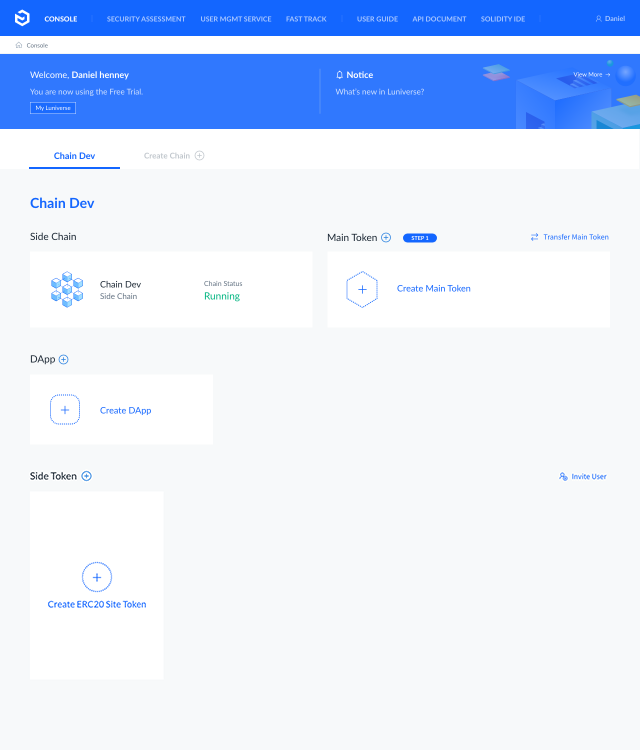 CONSOLE SECURITY ASSESSMENT USER MGMT SERVICE FAST TRACK USER GUIDE API DOCUMENT SOLIDITY IDE Daniel
Console
Welcome, Daniel henney
You are now using the Free Trial.
My Luniverse
Notice
What's new in Luniverse?
View More →
Chain Dev
Create Chain
Chain Dev
Side Chain
Chain Dev
Side Chain
Chain Status
Running
Main Token
STEP 1
Transfer Main Token
Create Main Token
DApp
Create DApp
Side Token
Invite User
Create ERC20 Site Token